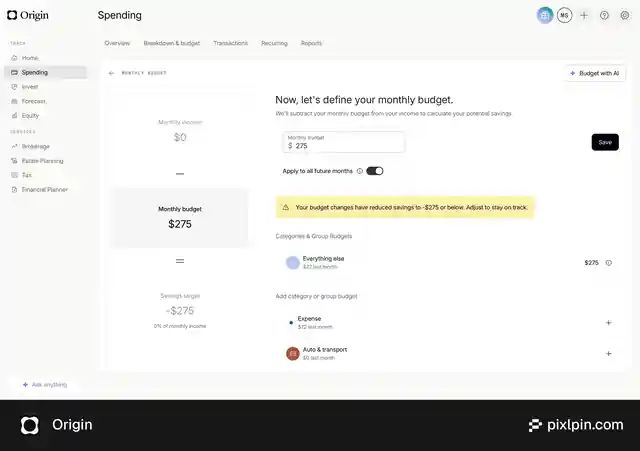 Origin
Spending
MG
TRACK
Home
Spending
Invest
Forecast
Equity
SERVICES
Brokerage
Estate Planning
Tax
Financial Planner
Ask anything
Overview
Breakdown & budget
Transactions
Recurring
Reports
MONTHLY BUDGET
Budget with AI
Monthly income
$0
—
Monthly budget
$275
=
Savings target
-$275
0% of monthly income
Now, let's define your monthly budget.
We'll subtract your monthly budget from your income to calculate your potential savings.
Monthly budget
$ 275
Save
Apply to all future months
Your budget changes have reduced savings to -$275 or below. Adjust to stay on track.
Categories & Group Budgets
Everything else
last month
$275
Add category or group budget
Expense
$72 last month
Auto & transport
$0 last month
Origin
pixlpin.com